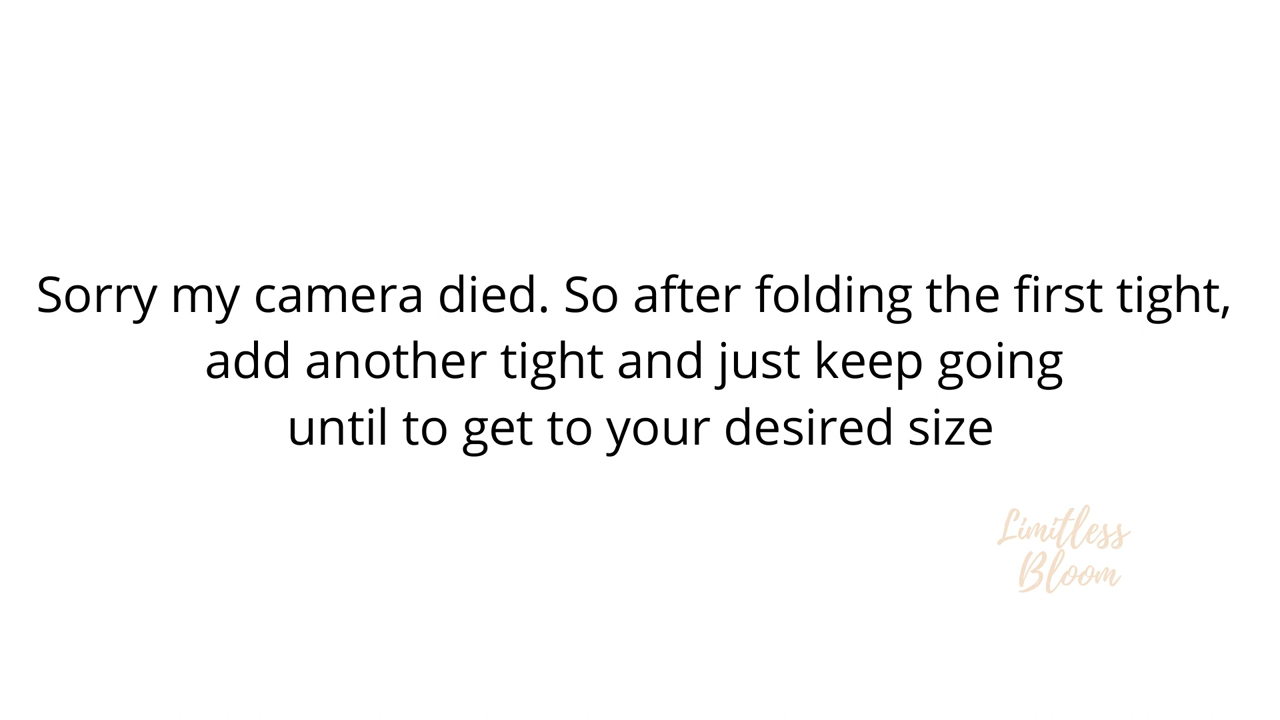 Sorry my camera died. So after folding the first tight,
add another tight and just keep going
until to get to your desired size
Limitless
Bloom